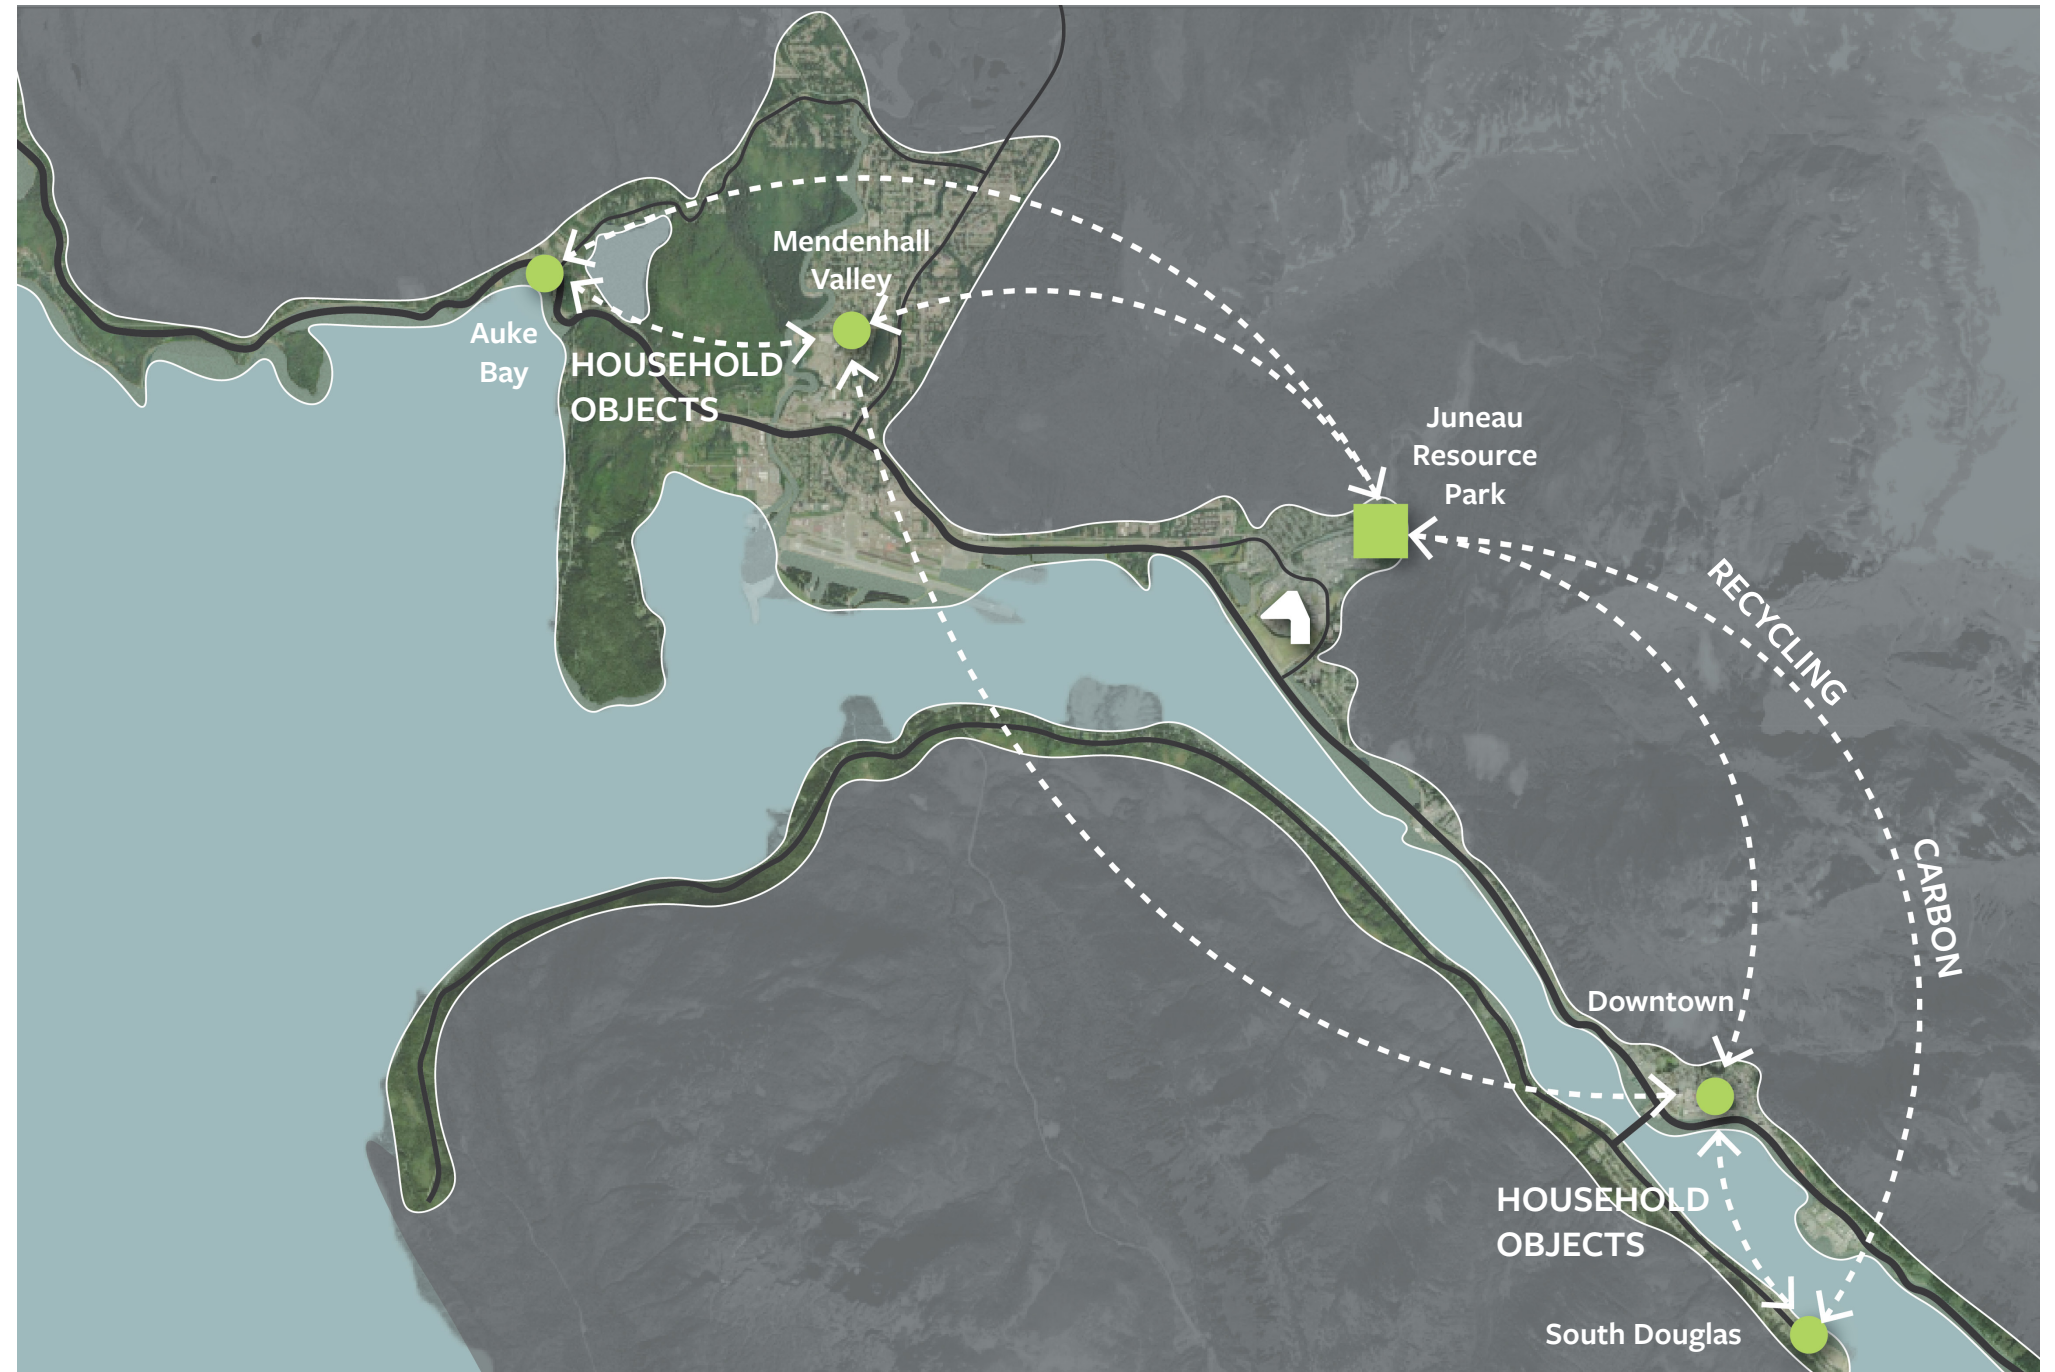 Mendenhall
Valley
Auke
Bay
HOUSEHOLD
OBJECTS
Juneau
Resource
Park
RECYCLING
CARBON
Downtown
HOUSEHOLD
OBJECTS
South Douglas